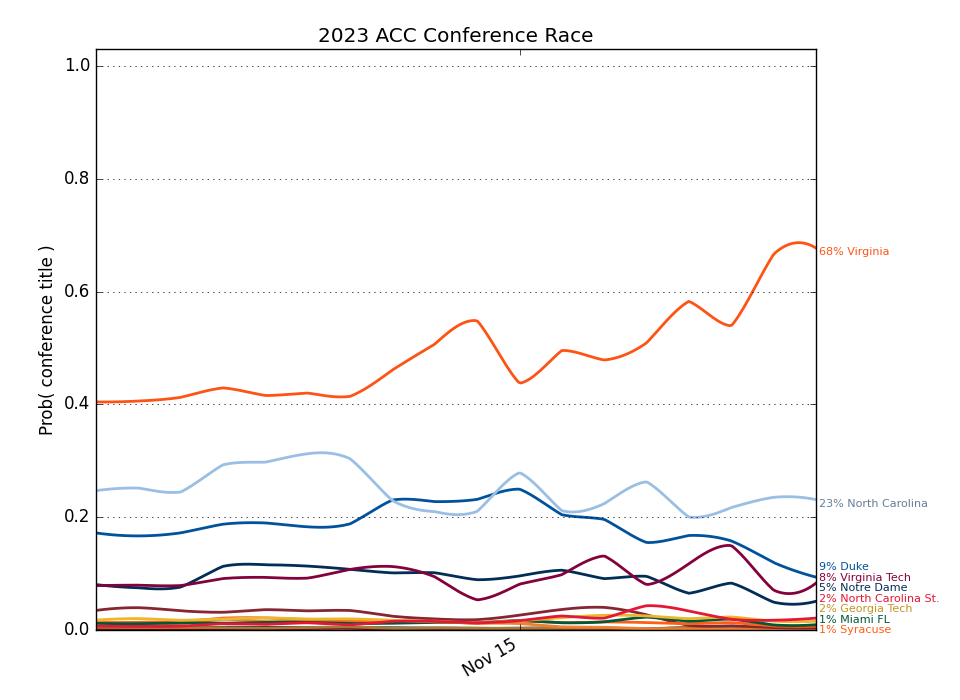 2023 ACC Conference Race
Prob( conference title )
1.0
0.8
0.6
0.4
0.2
0.0
Nov 15
68% Virginia
23% North Carolina
9% Duke
8% Virginia Tech
5% Notre Dame
2% North Carolina St.
2% Georgia Tech
1% Miami FL
1% Syracuse